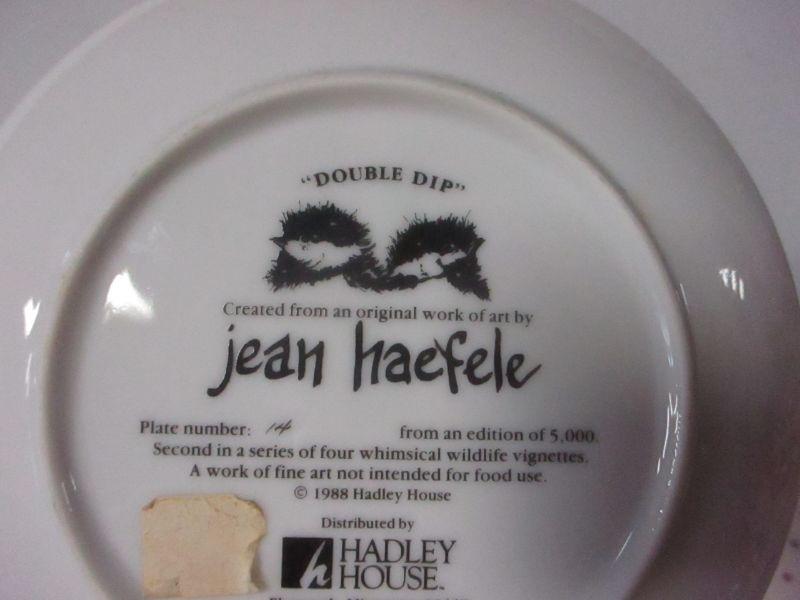 "DOUBLE DIP"
Created from an original work of art by
jean haefele
Plate number: 14 from an edition of 5,000.
Second in a series of four whimsical wildlife vignettes.
A work of fine art not intended for food use.
© 1988 Hadley House
Distributed by
h HADLEY
HOUSE™